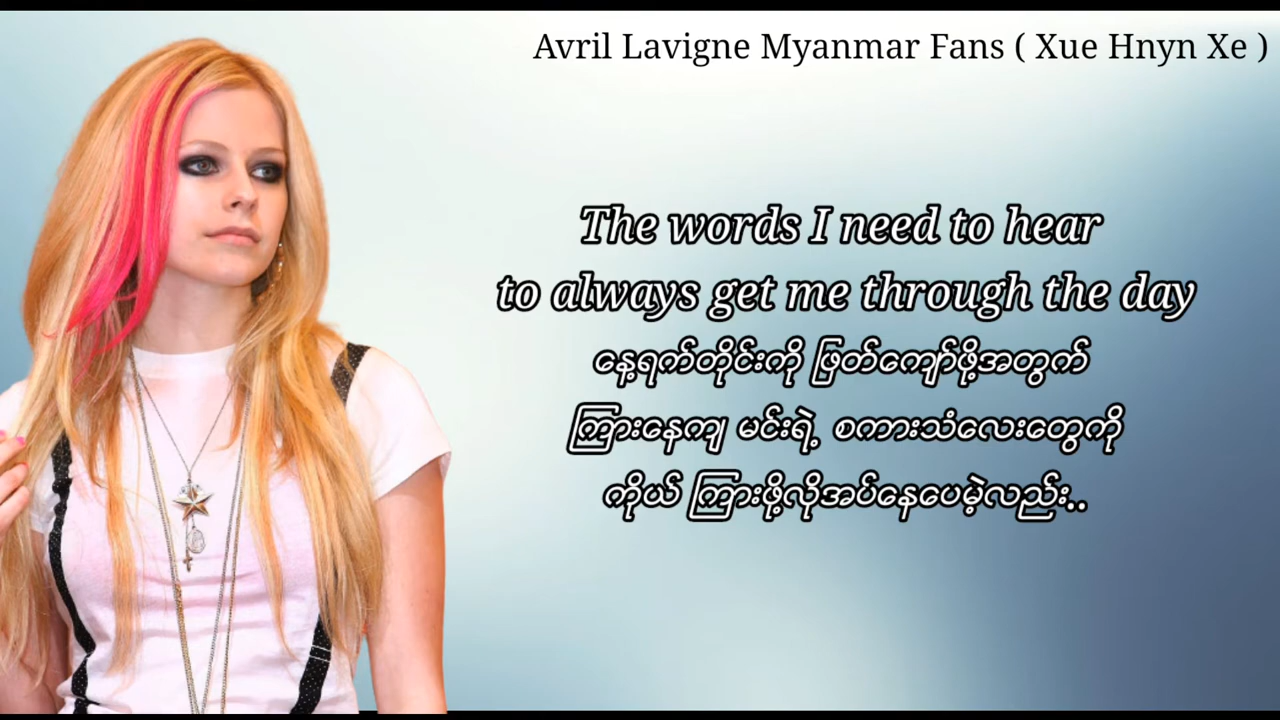 Avril Lavigne Myanmar Fans ( Xue Hnyn Xe )
The words I need to hear
to always get me through the day
နေ့ရက်တိုင်းကို ဖြတ်ကျော်ဖို့အတွက်
ကြားနေကျ မင်းရဲ့ စကားသံလေးတွေကို
ကိုယ် ကြားဖို့လိုအပ်နေပေမဲ့လည်း..